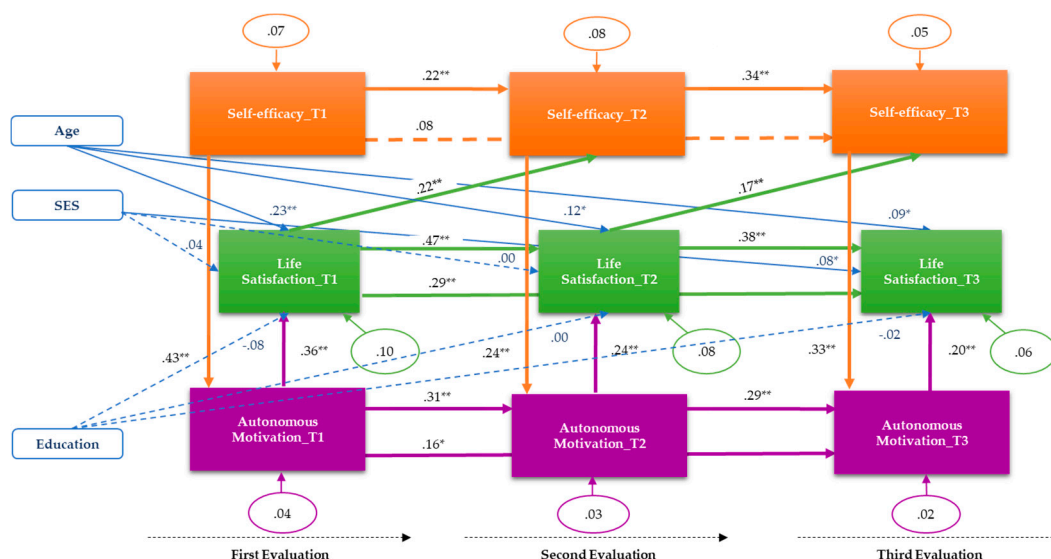 .07
.08
.05
.22**
.34**
Self-efficacy_T1
Self-efficacy_T2
Self-efficacy_T3
.08
Age
.22**
.17**
SES
.23**
.12*
.09*
.04
.47**
.00
.38**
.08*
Life
Satisfaction_T1
Life
Satisfaction_T2
Life
Satisfaction_T3
.29**
.43**
-.08
.36**
.10
.24**
.00
.24**
.08
.33**
-.02
.20**
.06
.31**
.29**
Education
Autonomous
Motivation_T1
Autonomous
Motivation_T2
Autonomous
Motivation_T3
.16*
.04
.03
.02
First Evaluation
Second Evaluation
Third Evaluation